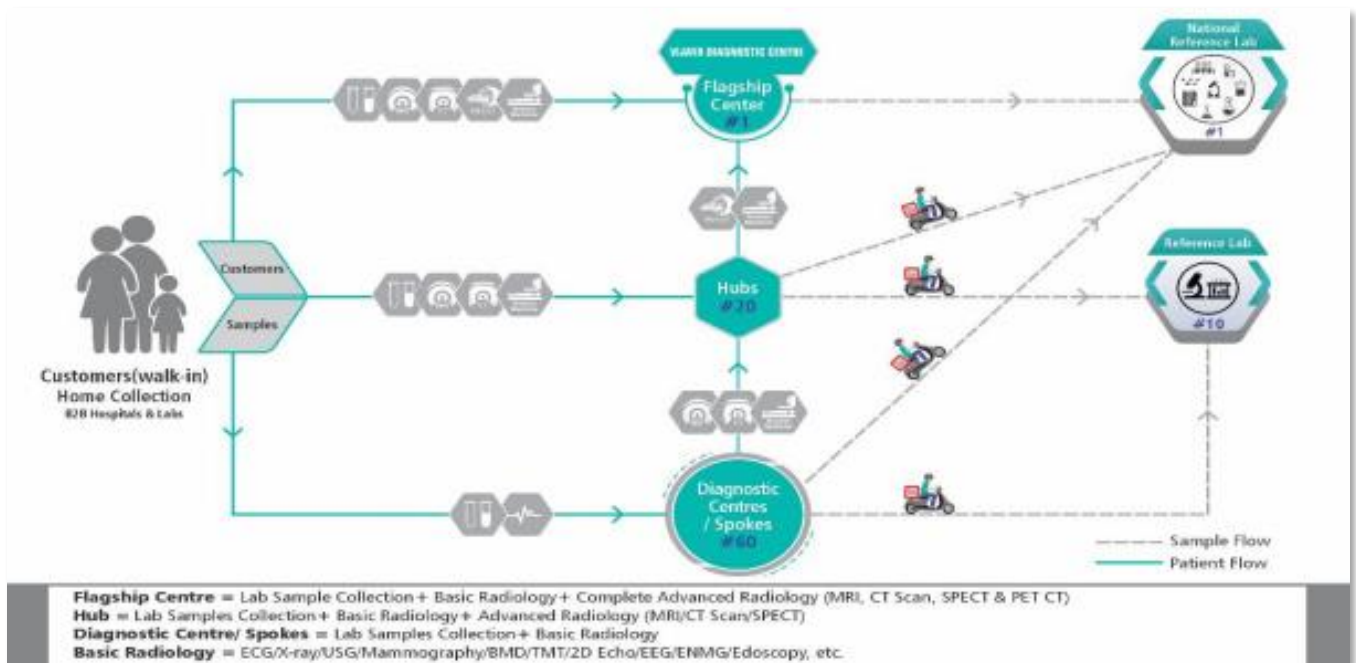 VIJAYA DIAGNOSTIC CENTRE
Flagship
Center
#1
National
Reference Lab
#1
Customers
Samples
Hubs
#20
Reference Lab
#10
Customers(walk-in)
Home Collection
B2B Hospitals & Labs
Diagnostic
Centres
/ Spokes
#60
Sample Flow
Patient Flow
Flagship Centre = Lab Sample Collection+ Basic Radiology+ Complete Advanced Radiology (MRI, CT Scan, SPECT & PET CT)
Hub = Lab Samples Collection+ Basic Radiology+ Advanced Radiology (MRI/CT Scan/SPECT)
Diagnostic Centre/ Spokes = Lab Samples Collection+ Basic Radiology
Basic Radiology = ECG/X-ray/USG/Mammography/BMD/TMT/2D Echo/EEG/ENMG/Edoscopy, etc.